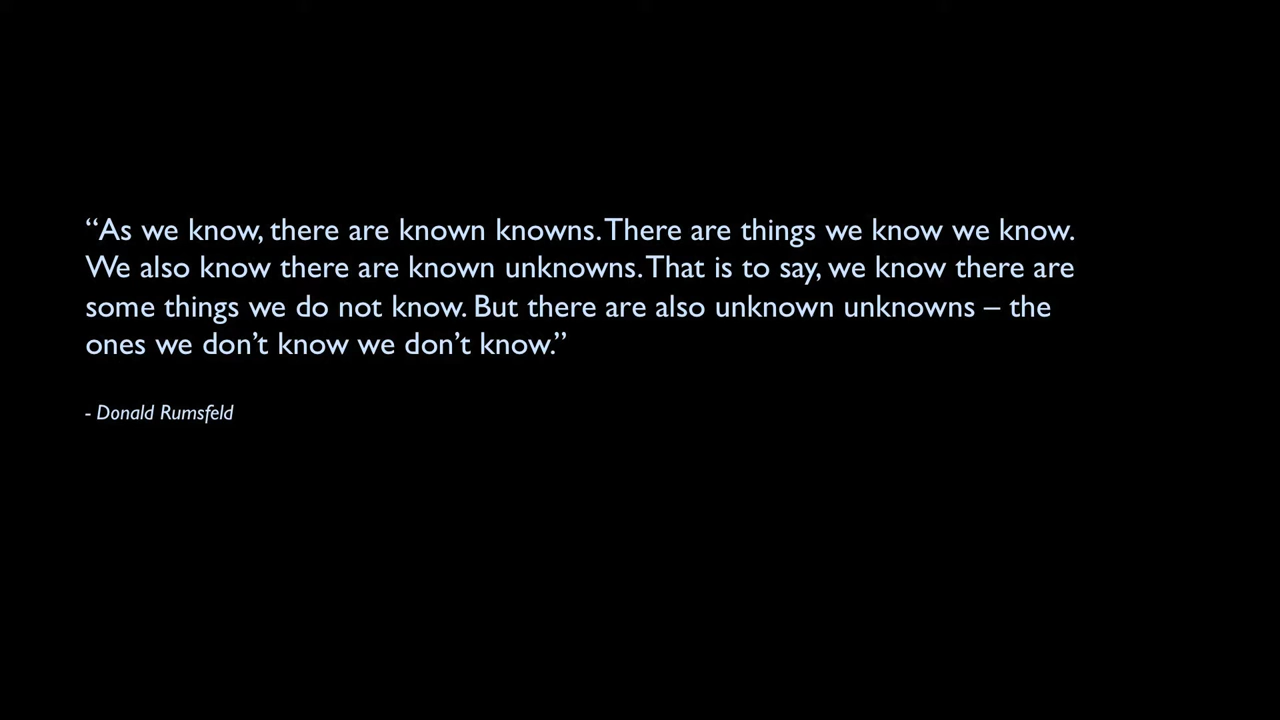 “As we know, there are known knowns. There are things we know we know.
We also know there are known unknowns. That is to say, we know there are
some things we do not know. But there are also unknown unknowns – the
ones we don’t know we don’t know.”
- Donald Rumsfeld